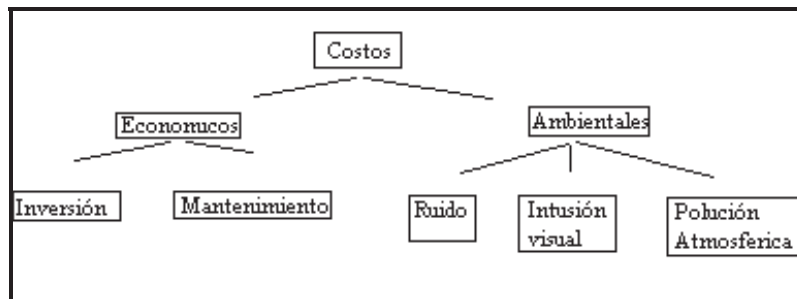 Costos
Economicos
Ambientales
Inversión
Mantenimiento
Ruido
Intusión
visual
Polución
Atmosferica